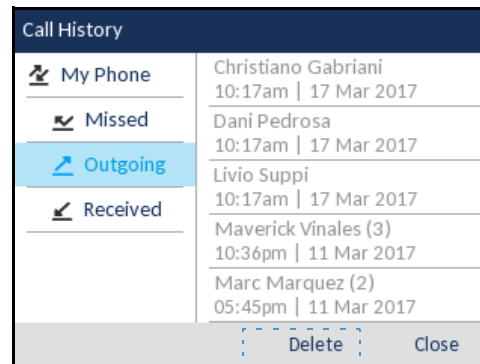 Call History
My Phone
Missed
Outgoing
Received
Christiano Gabriani
10:17am | 17 Mar 2017
Dani Pedrosa
10:17am | 17 Mar 2017
Livio Suppi
10:17am | 17 Mar 2017
Maverick Vinales (3)
10:36pm | 11 Mar 2017
Marc Marquez (2)
05:45pm | 11 Mar 2017
Delete
Close